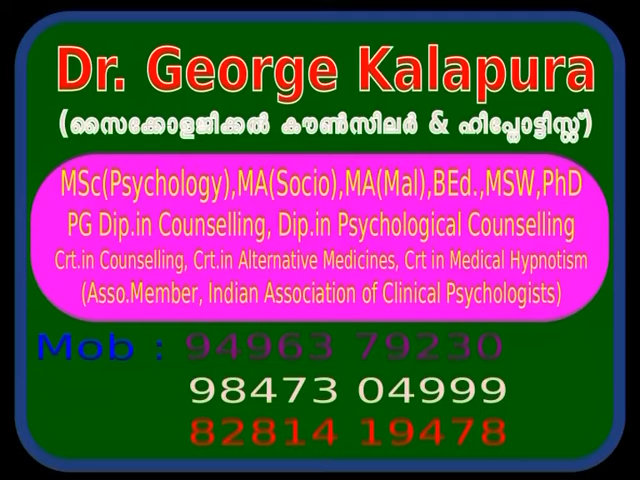 Dr. George Kalapura
(സൈക്കോളജിക്കൽ കൗൺസിലർ & ഹിപ്നോട്ടിസ്റ്റ്)
MSc(Psychology),MA(Socio),MA(Mal),BEd.,MSW,PhD
PG Dip.in Counselling, Dip.in Psychological Counselling
Crt.in Counselling, Crt.in Alternative Medicines, Crt in Medical Hypnotism
(Asso.Member, Indian Association of Clinical Psychologists)
Mob : 94963 79230
98473 04999
82814 19478